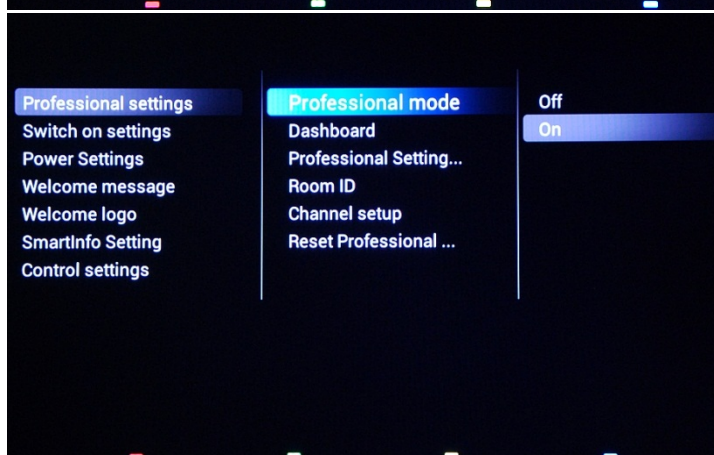 Professional settings
Switch on settings
Power Settings
Welcome message
Welcome logo
SmartInfo Setting
Control settings
Professional mode
Dashboard
Professional Setting...
Room ID
Channel setup
Reset Professional ...
Off
On